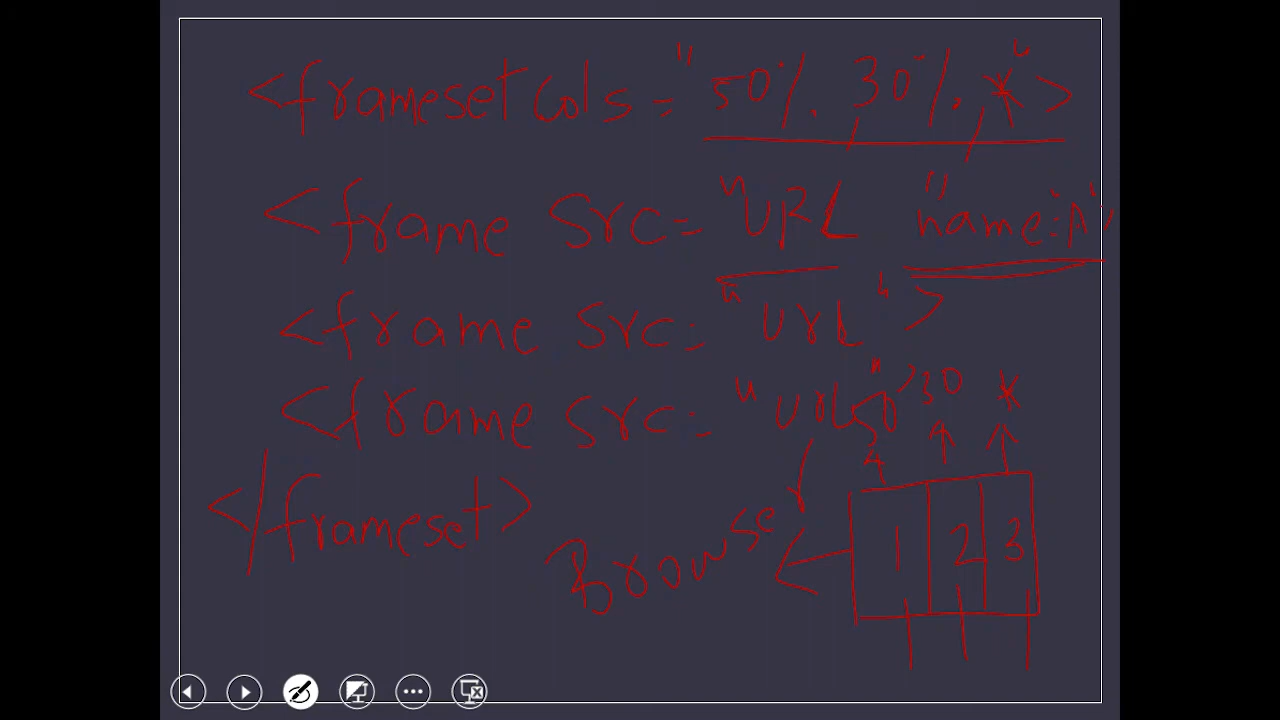 <frameset cols = "50%, 30%, *">
<frame src = "URL" name: "A"
<frame src = "URL">
<frame src = "URL">
50 30 *
</frameset>
Browser
1 2 3